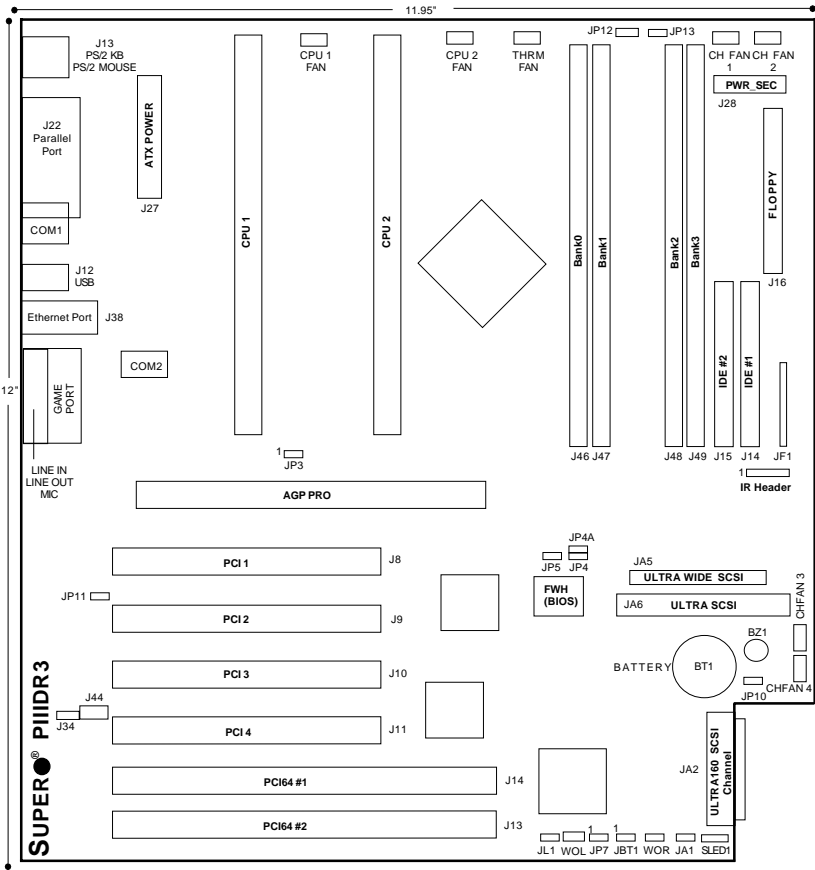 11.95"
J13
PS/2 KB
PS/2 MOUSE
CPU 1
FAN
CPU 2
FAN
THRM
FAN
JP12
JP13
CH FAN
1
CH FAN
2
PWR_SEC
J28
J22
Parallel
Port
ATX POWER
J27
COM1
J12
USB
Ethernet Port
J38
COM2
GAME
PORT
12"
LINE IN
LINE OUT
MIC
CPU 1
CPU 2
Bank0
Bank1
Bank2
Bank3
FLOPPY
J16
IDE #2
IDE #1
J46
J47
J48
J49
J15
J14
JF1
1
IR Header
1
JP3
AGP PRO
PCI 1
J8
JP11
PCI 2
J9
PCI 3
J10
J44
J34
PCI 4
J11
PCI64 #1
J14
PCI64 #2
J13
JP4A
JP5
JP4
FWH
(BIOS)
JA5
ULTRA WIDE SCSI
JA6
ULTRA SCSI
CHFAN 3
BZ1
BATTERY
BT1
JP10
CHFAN 4
JA2
ULTRA160 SCSI
Channel
JL1
WOL
1
JP7
1
JBT1
WOR
JA1
SLED1
SUPER® PIIIDR3